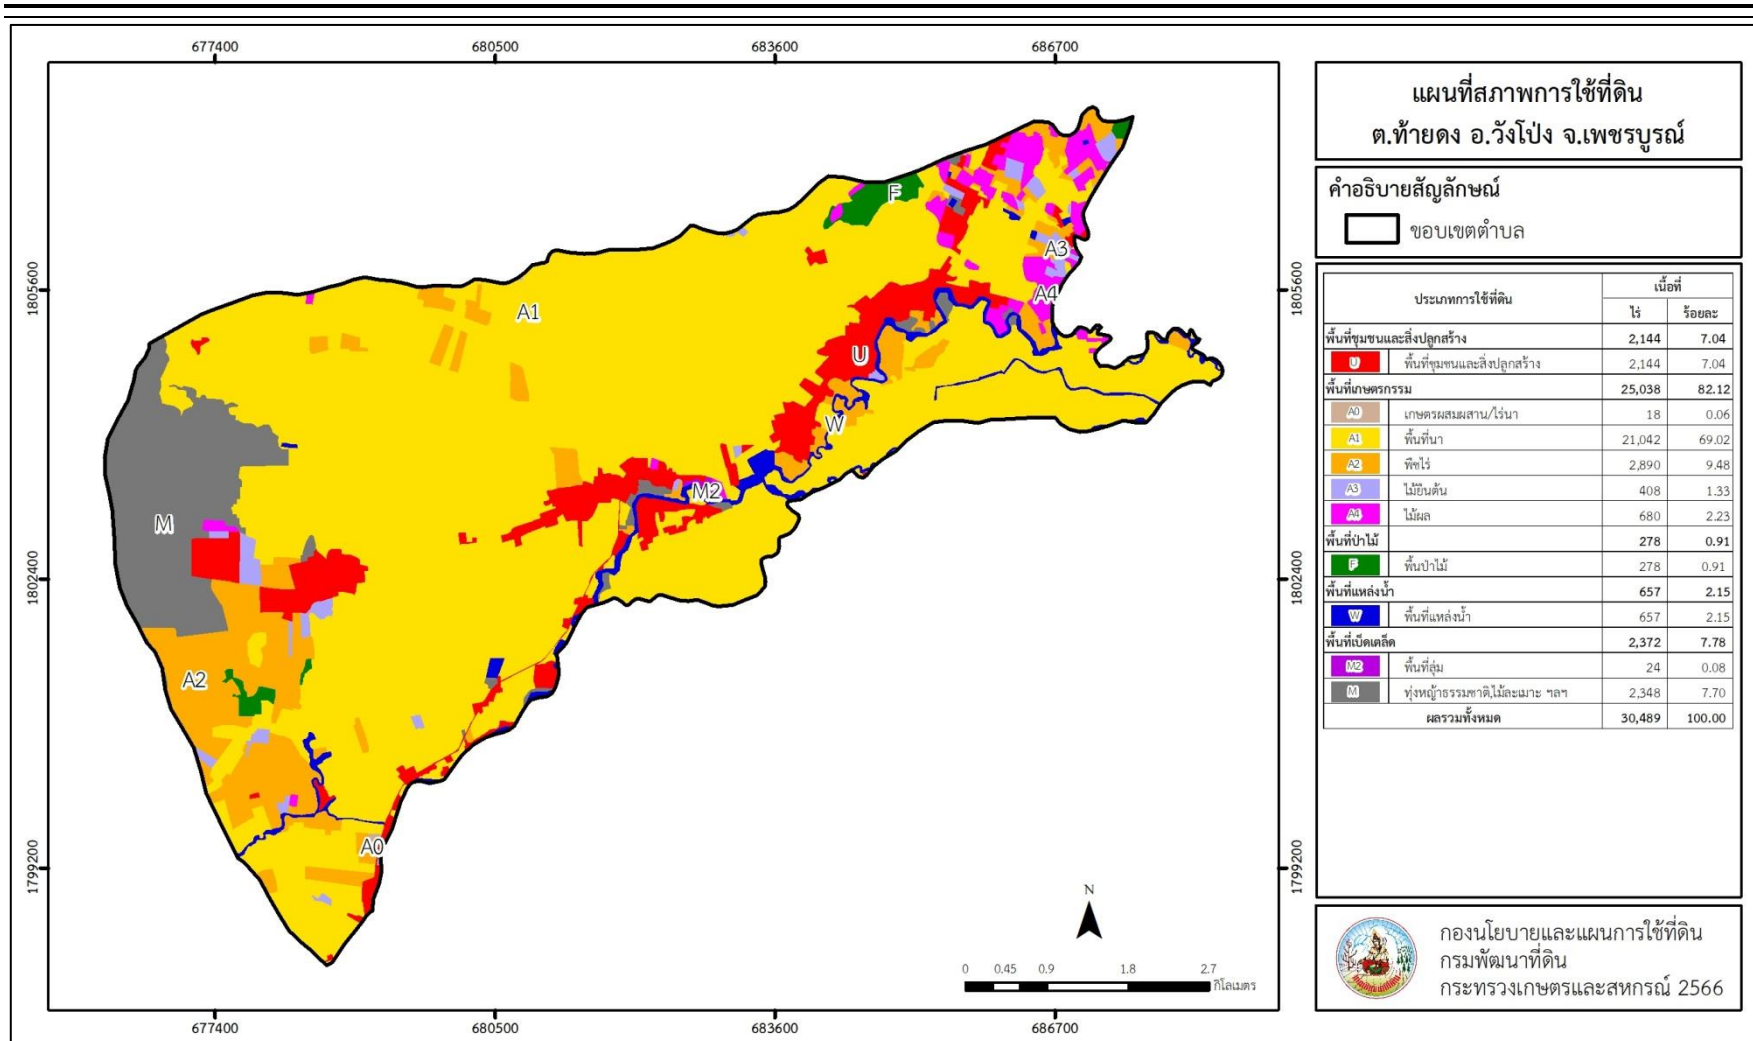 677400 680500 683600 686700
แผนที่สภาพการใช้ที่ดิน
ต.ท้ายดง อ.วังโป่ง จ.เพชรบูรณ์
คำอธิบายสัญลักษณ์
ขอบเขตตำบล
ประเภทการใช้ที่ดิน เนื้อที่
ไร่ ร้อยละ
พื้นที่ชุมชนและสิ่งปลูกสร้าง 2,144 7.04
U พื้นที่ชุมชนและสิ่งปลูกสร้าง 2,144 7.04
พื้นที่เกษตรกรรม 25,038 82.12
A0 เกษตรผสมผสาน/ไร่นา 18 0.06
A1 พื้นที่นา 21,042 69.02
A2 พืชไร่ 2,890 9.48
A3 ไม้ยืนต้น 408 1.33
A4 ไม้ผล 680 2.23
พื้นที่ป่าไม้ 278 0.91
F พื้นป่าไม้ 278 0.91
พื้นที่แหล่งน้ำ 657 2.15
W พื้นที่แหล่งน้ำ 657 2.15
พื้นที่เบ็ดเตล็ด 2,372 7.78
M2 พื้นที่ลุ่ม 24 0.08
M ทุ่งหญ้าธรรมชาติ,ไม้ละเมาะ ฯลฯ 2,348 7.70
ผลรวมทั้งหมด 30,489 100.00
กองนโยบายและแผนการใช้ที่ดิน
กรมพัฒนาที่ดิน
กระทรวงเกษตรและสหกรณ์ 2566
1805600
1802400
1799200
1805600
1802400
1799200
F
A3
A4
A1
U
W
M2
M
A2
A0
N
0 0.45 0.9 1.8 2.7
กิโลเมตร
677400 680500 683600 686700